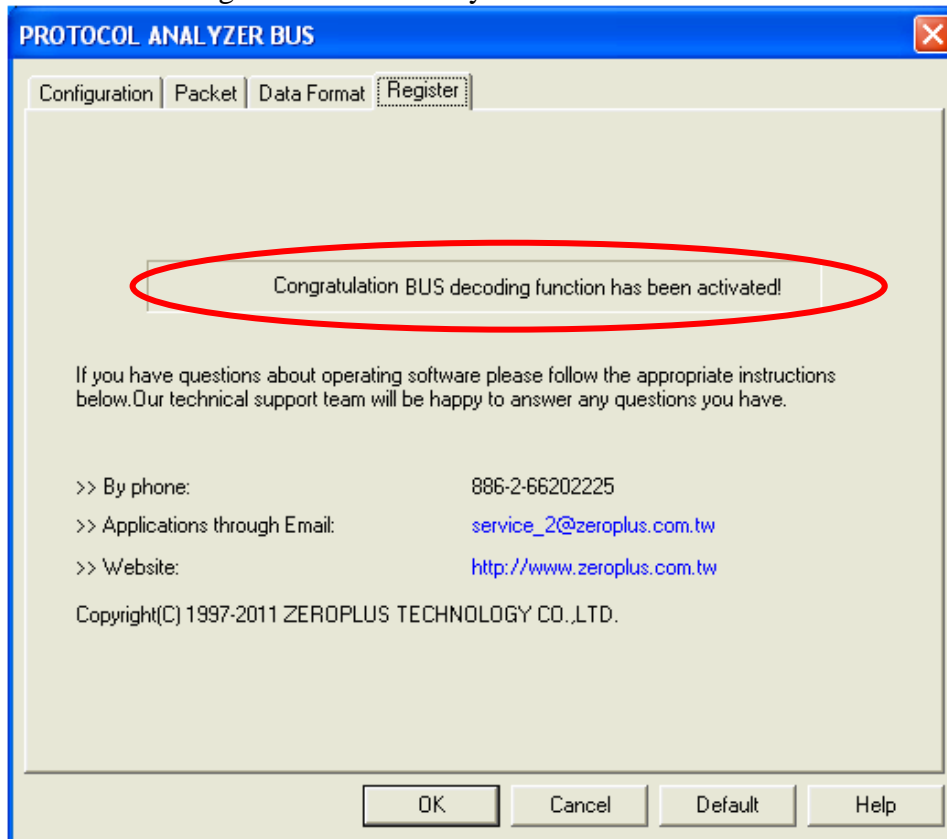 PROTOCOL ANALYZER BUS
Configuration Packet Data Format Register
Congratulation BUS decoding function has been activated!
If you have questions about operating software please follow the appropriate instructions
below.Our technical support team will be happy to answer any questions you have.
>> By phone: 886-2-66202225
>> Applications through Email: service_2@zeroplus.com.tw
>> Website: http://www.zeroplus.com.tw
Copyright(C) 1997-2011 ZEROPLUS TECHNOLOGY CO.,LTD.
OK Cancel Default Help